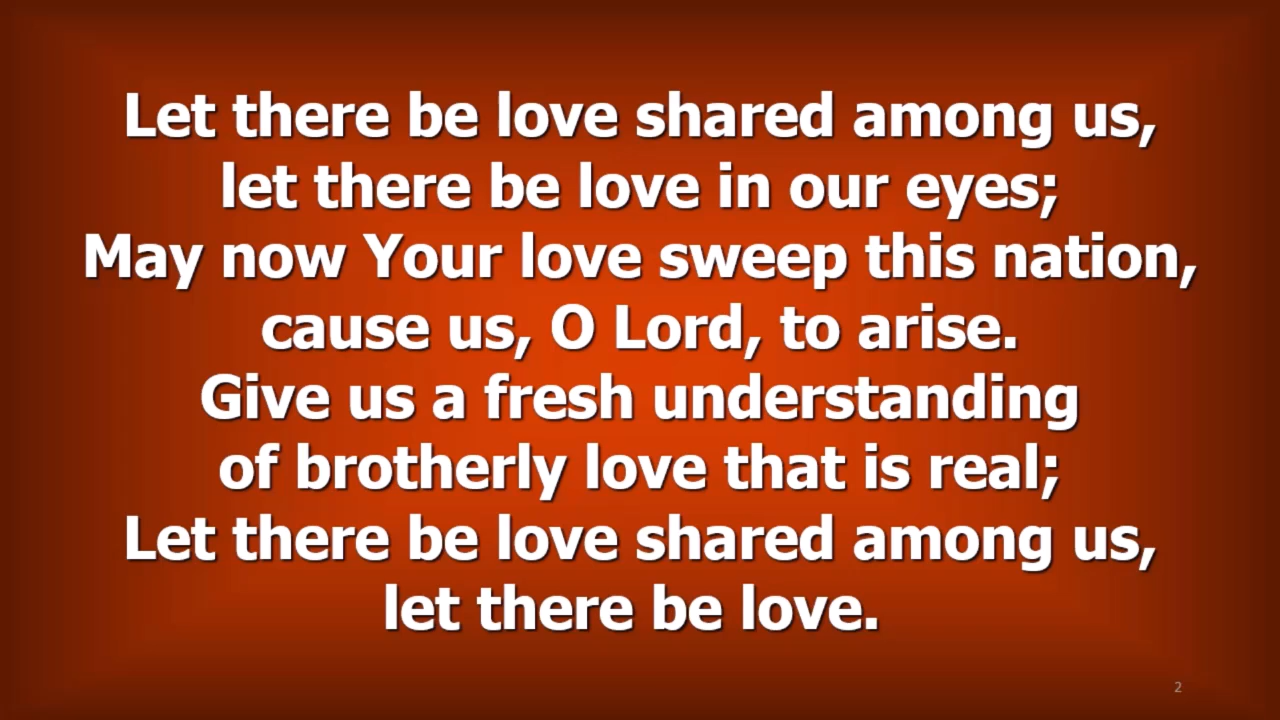 Let there be love shared among us,
let there be love in our eyes;
May now Your love sweep this nation,
cause us, O Lord, to arise.
Give us a fresh understanding
of brotherly love that is real;
Let there be love shared among us,
let there be love.
2